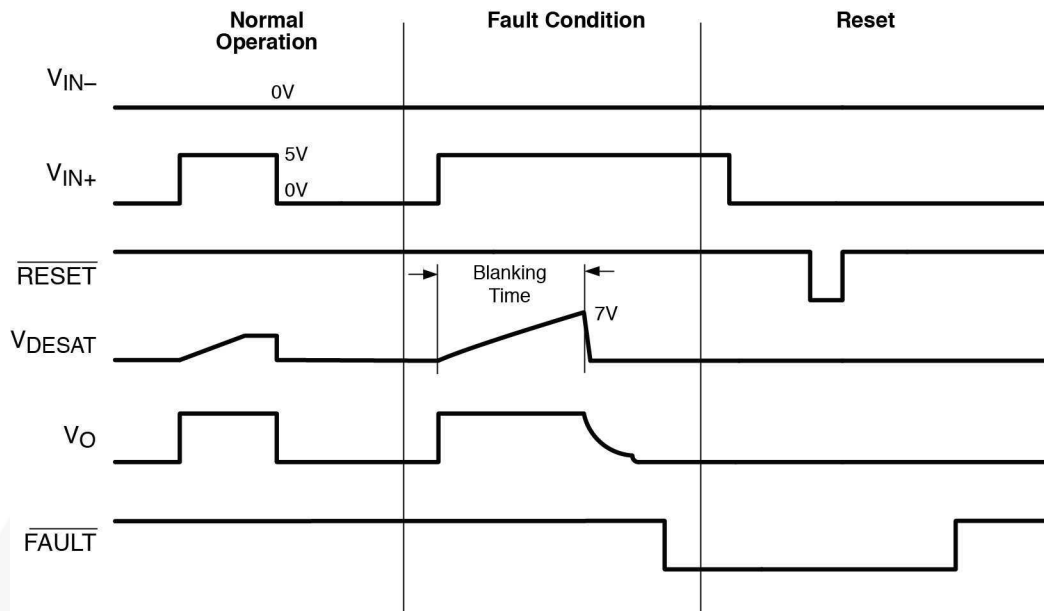 Normal
Operation
Fault Condition
Reset
VIN–
0V
VIN+
5V
0V
RESET
Blanking
Time
VDESAT
7V
VO
FAULT